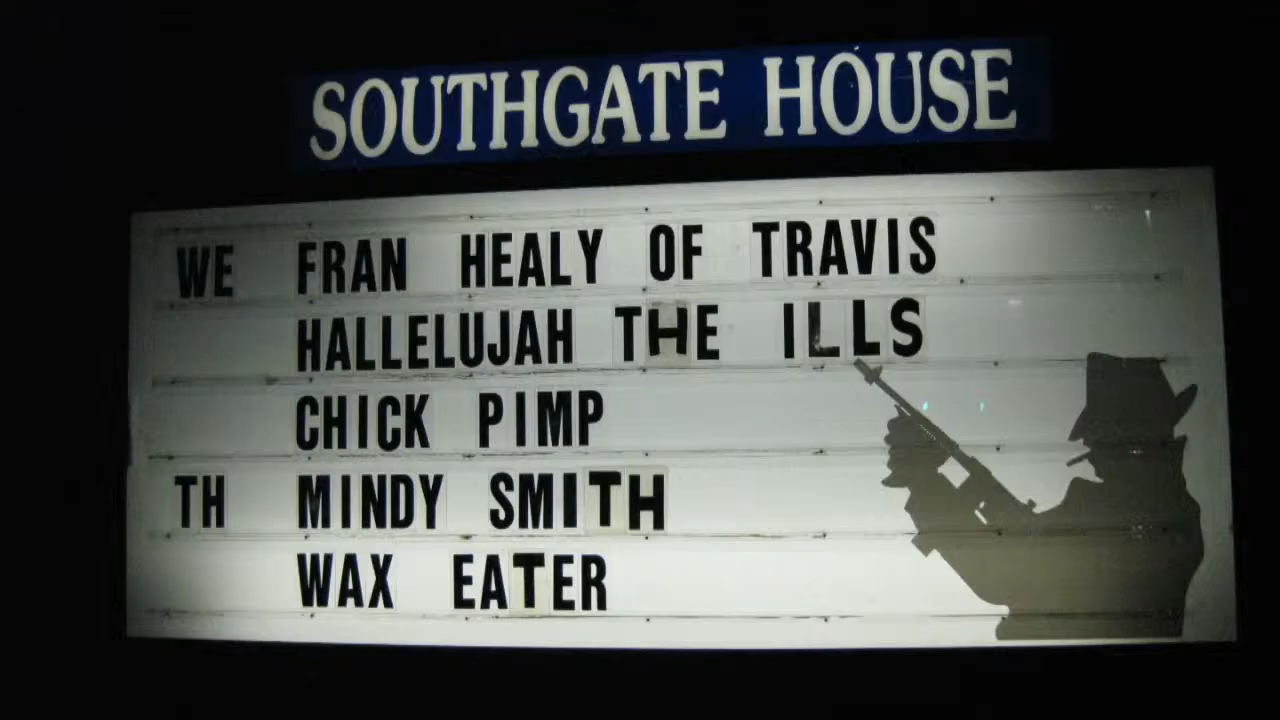 SOUTHGATE HOUSE
WE FRAN HEALY OF TRAVIS
HALLELUJAH THE ILLS
CHICK PIMP
TH MINDY SMITH
WAX EATER